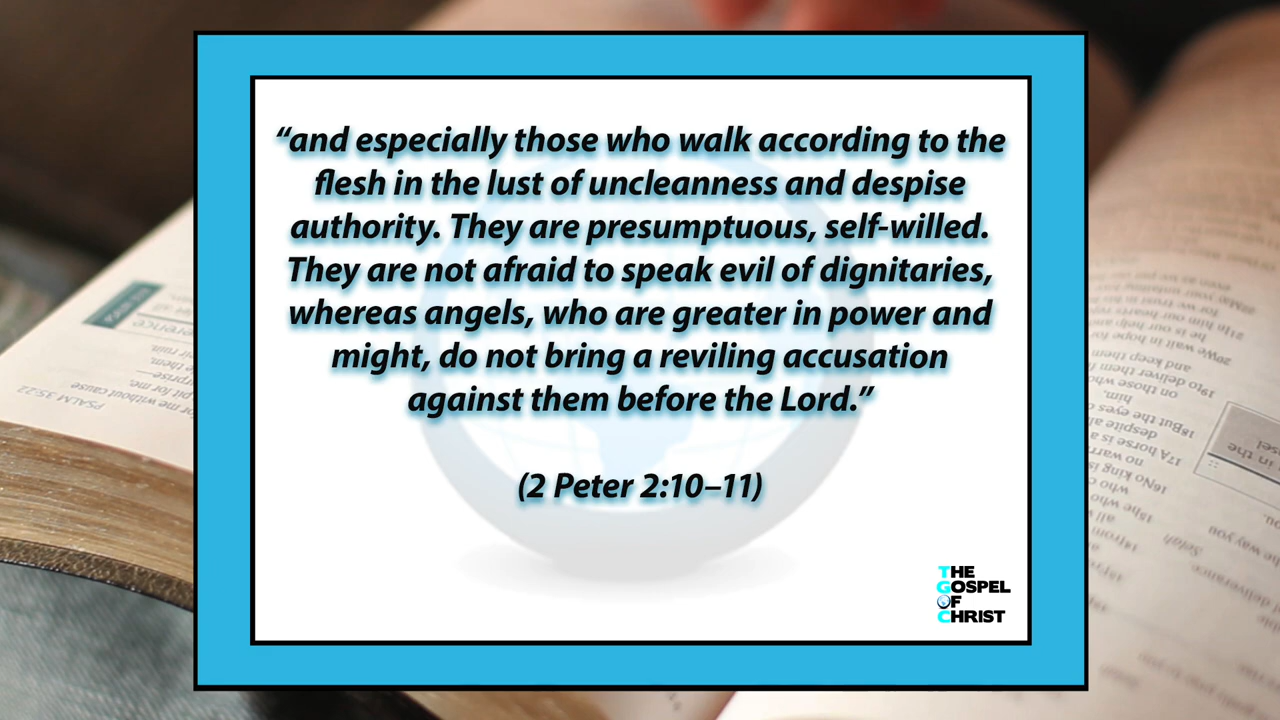 “and especially those who walk according to the
flesh in the lust of uncleanness and despise
authority. They are presumptuous, self-willed.
They are not afraid to speak evil of dignitaries,
whereas angels, who are greater in power and
might, do not bring a reviling accusation
against them before the Lord.”
(2 Peter 2:10–11)
THE
GOSPEL
OF
CHRIST
PSALM 35:22